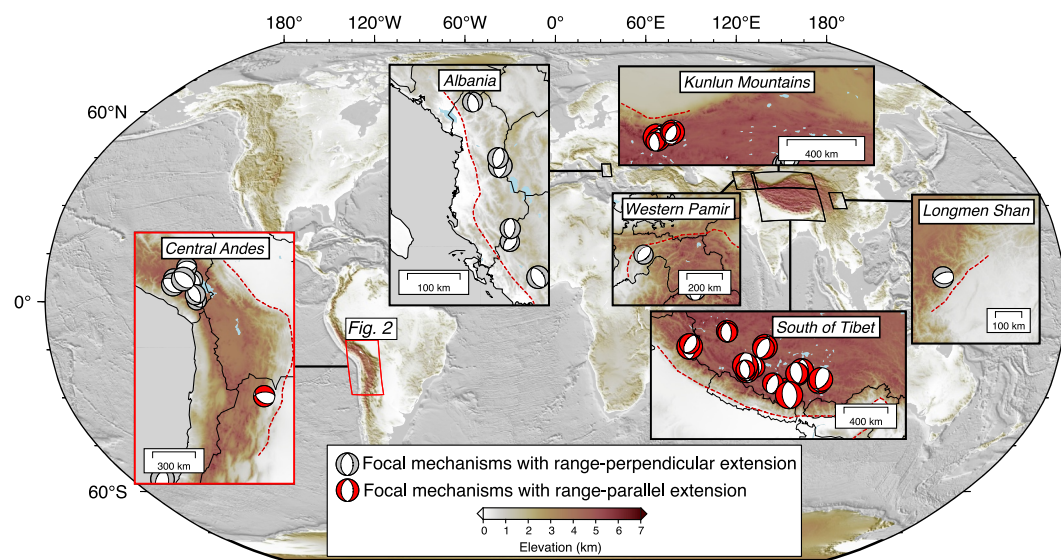 180° 120°W 60°W 0° 60°E 120°E 180°
60°N
0°
60°S
Albania
100 km
Kunlun Mountains
400 km
Western Pamir
200 km
Longmen Shan
100 km
Central Andes
300 km
Fig. 2
South of Tibet
400 km
Focal mechanisms with range-perpendicular extension
Focal mechanisms with range-parallel extension
0 1 2 3 4 5 6 7
Elevation (km)